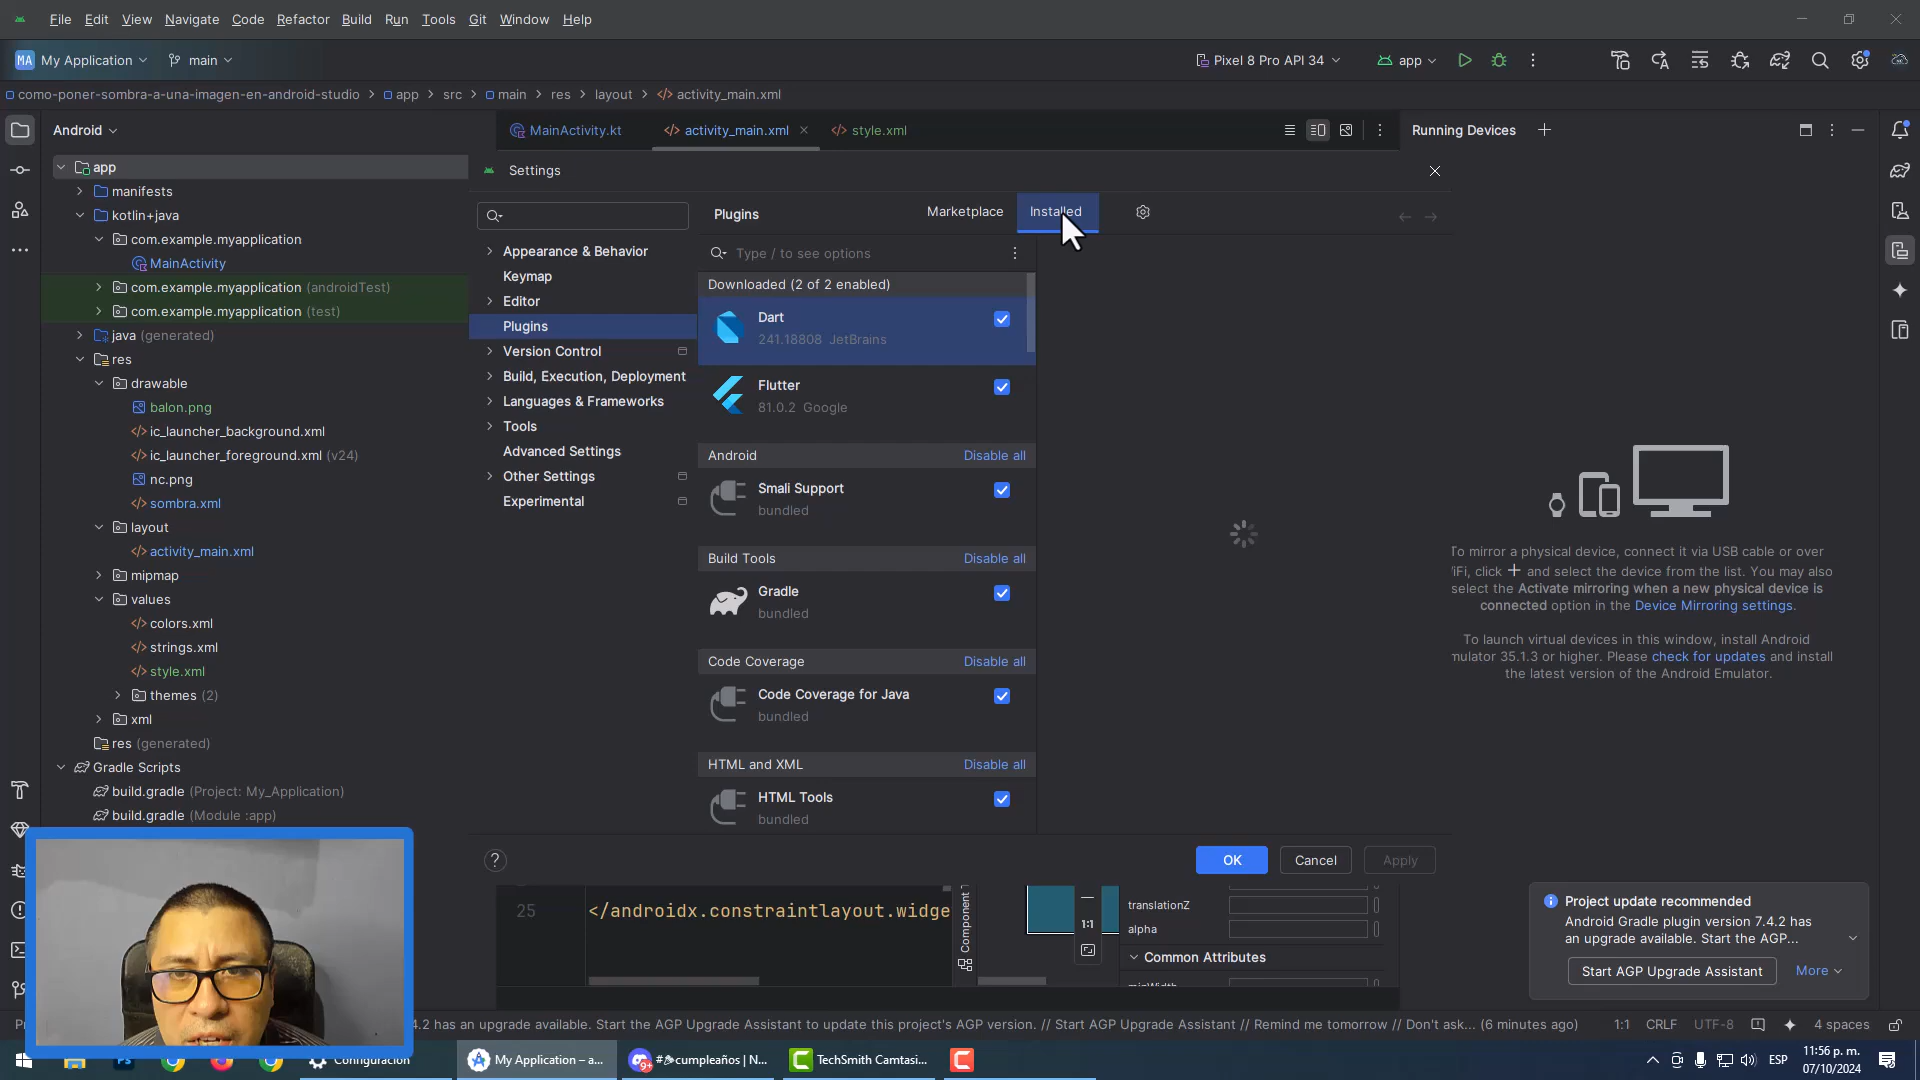 File Edit View Navigate Code Refactor Build Run Tools Git Window Help
MA My Application main Pixel 8 Pro API 34 app
como-poner-sombra-a-una-imagen-en-android-studio > app > src > main > res > layout > activity_main.xml
Android
MainActivity.kt activity_main.xml style.xml
Running Devices
app
manifests
kotlin+java
com.example.myapplication
MainActivity
com.example.myapplication (androidTest)
com.example.myapplication (test)
java (generated)
res
drawable
balon.png
ic_launcher_background.xml
ic_launcher_foreground.xml (v24)
nc.png
sombra.xml
layout
activity_main.xml
mipmap
values
colors.xml
strings.xml
style.xml
themes (2)
xml
res (generated)
Gradle Scripts
build.gradle (Project: My_Application)
build.gradle (Module :app)
Settings
Appearance & Behavior
Keymap
Editor
Plugins
Version Control
Build, Execution, Deployment
Languages & Frameworks
Tools
Advanced Settings
Other Settings
Experimental
Plugins Marketplace Installed
Type / to see options
Downloaded (2 of 2 enabled)
Dart
241.18808 JetBrains
Flutter
81.0.2 Google
Android Disable all
Smali Support
bundled
Build Tools Disable all
Gradle
bundled
Code Coverage Disable all
Code Coverage for Java
bundled
HTML and XML Disable all
HTML Tools
bundled
? OK Cancel Apply
To mirror a physical device, connect it via USB cable or over
iFi, click + and select the device from the list. You may also
select the Activate mirroring when a new physical device is
connected option in the Device Mirroring settings.
To launch virtual devices in this window, install Android
mulator 35.1.3 or higher. Please check for updates and install
the latest version of the Android Emulator.
25 </androidx.constraintlayout.widge
Component T
1:1
translationZ
alpha
Common Attributes
minWidth
Project update recommended
Android Gradle plugin version 7.4.2 has
an upgrade available. Start the AGP...
Start AGP Upgrade Assistant More
4.2 has an upgrade available. Start the AGP Upgrade Assistant to update this project's AGP version. // Start AGP Upgrade Assistant // Remind me tomorrow // Don't ask... (6 minutes ago) 1:1 CRLF UTF-8 4 spaces
Configuración My Application – a... #cumpleaños | N... TechSmith Camtasi... ESP
11:56 p. m.
07/10/2024